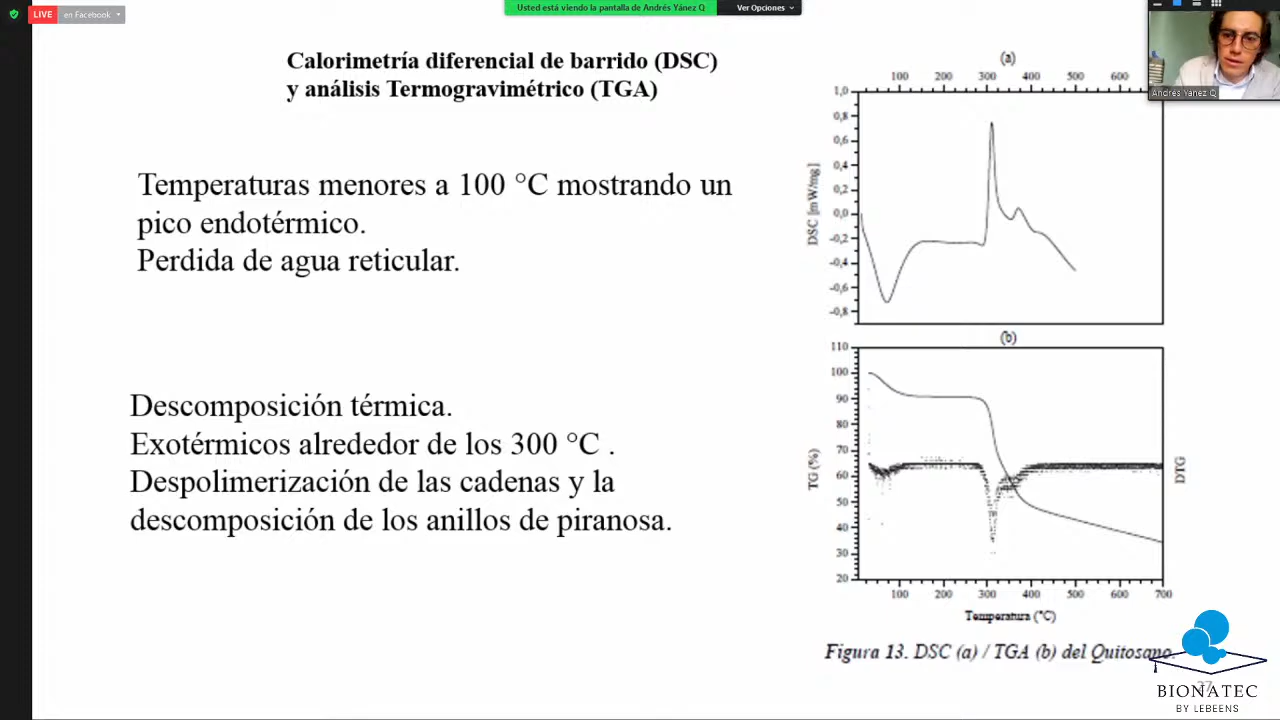 LIVE
en Facebook
Usted está viendo la pantalla de Andrés Yánez Q
Ver Opciones
Andrés Yánez Q
Calorimetría diferencial de barrido (DSC)
y análisis Termogravimétrico (TGA)
Temperaturas menores a 100 °C mostrando un
pico endotérmico.
Perdida de agua reticular.
Descomposición térmica.
Exotérmicos alrededor de los 300 °C .
Despolimerización de las cadenas y la
descomposición de los anillos de piranosa.
(a)
100 200 300 400 500 600
1,0
0,8
0,6
0,4
0,2
0,0
-0,2
-0,4
-0,6
-0,8
DSC [mW/mg]
(b)
110
100
90
80
70
60
50
40
30
20
TG (%)
DTG
100 200 300 400 500 600 700
Temperatura (°C)
Figura 13. DSC (a) / TGA (b) del Quitosano.
27
BIONATEC
BY LEBEENS